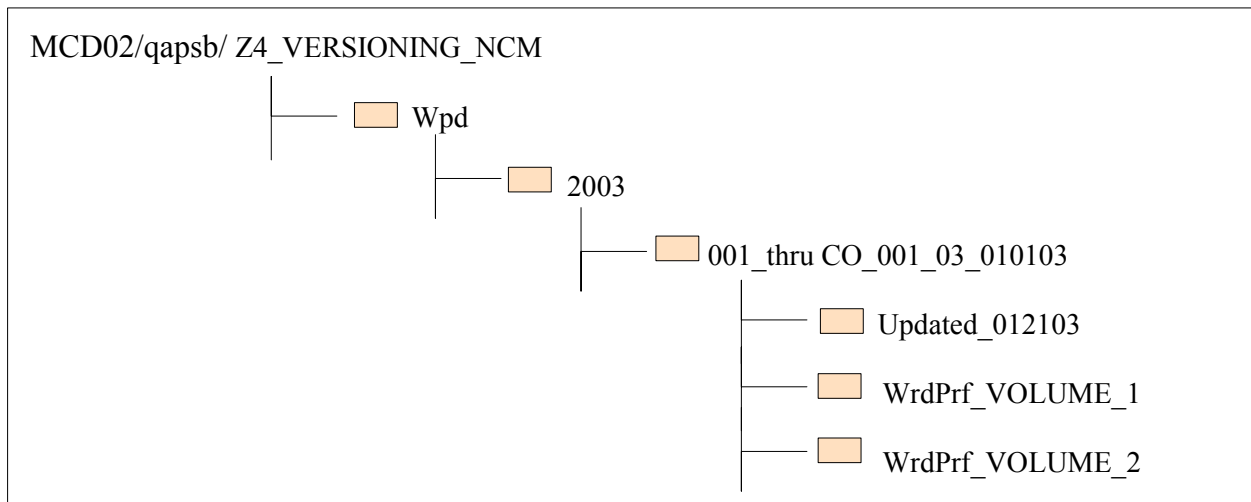 MCD02/qapsb/ Z4_VERSIONING_NCM
Wpd
2003
001_thru CO_001_03_010103
Updated_012103
WrdPrf_VOLUME_1
WrdPrf_VOLUME_2